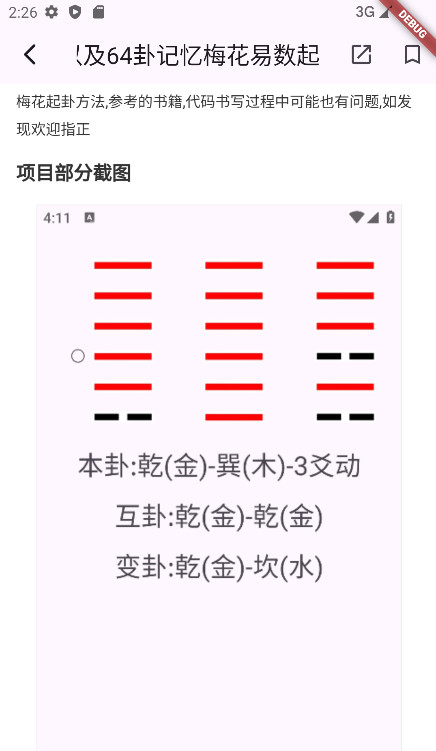 2:26
3G
DEBUG
以及64卦记忆梅花易数起
梅花起卦方法,参考的书籍,代码书写过程中可能也有问题,如发
现欢迎指正
项目部分截图
4:11
A
本卦:乾(金)-巽(木)-3爻动
互卦:乾(金)-乾(金)
变卦:乾(金)-坎(水)